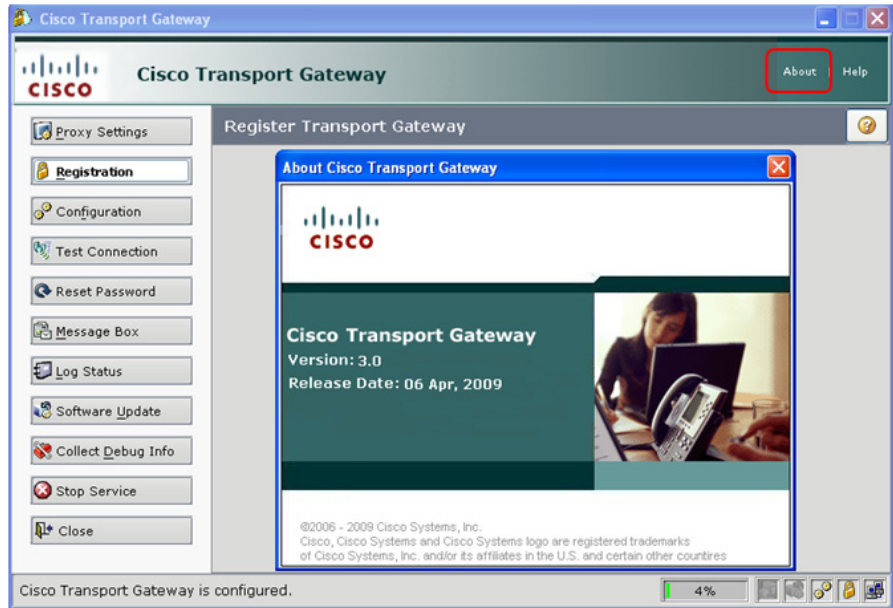 Cisco Transport Gateway
CISCO
Cisco Transport Gateway
About | Help
Proxy Settings
Registration
Configuration
Test Connection
Reset Password
Message Box
Log Status
Software Update
Collect Debug Info
Stop Service
Close
Register Transport Gateway
About Cisco Transport Gateway
CISCO
Cisco Transport Gateway
Version: 3.0
Release Date: 06 Apr, 2009
©2006 - 2009 Cisco Systems, Inc.
Cisco, Cisco Systems and Cisco Systems logo are registered trademarks
of Cisco Systems, Inc. and/or its affiliates in the U.S. and certain other countires
Cisco Transport Gateway is configured.
4%